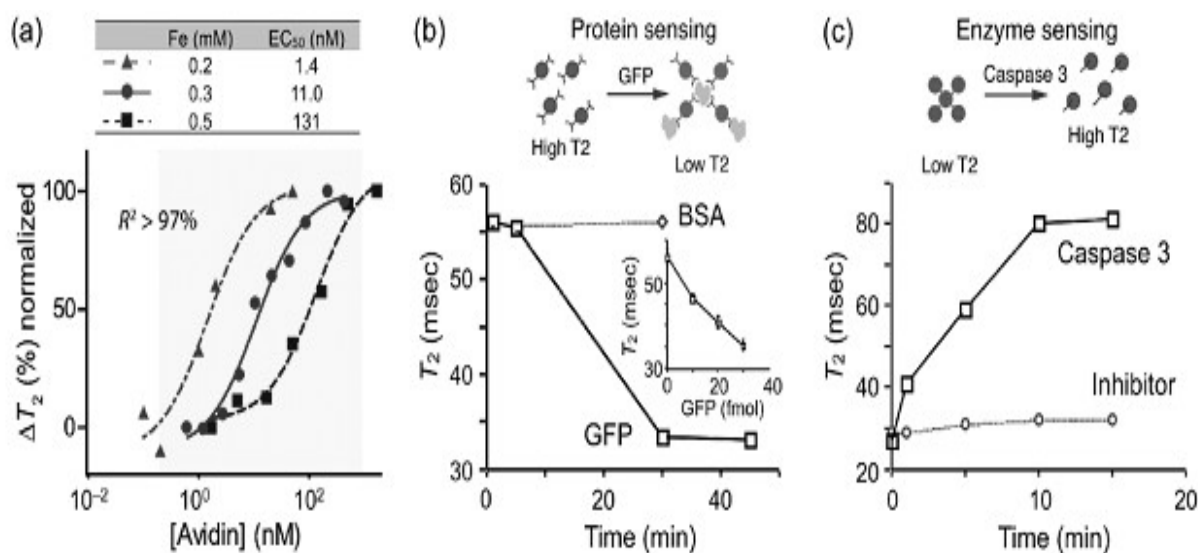 (a)
Fe (mM) EC50 (nM)
0.2 1.4
0.3 11.0
0.5 131
R² > 97%
ΔT2 (%) normalized
100
50
0
10⁻² 10⁰ 10²
[Avidin] (nM)
(b)
Protein sensing
GFP
High T2
Low T2
T2 (msec)
60
55
50
45
40
35
30
BSA
GFP
T2 (msec)
50
30
0 20 40
GFP (fmol)
0 20 40
Time (min)
(c)
Enzyme sensing
Caspase 3
Low T2
High T2
T2 (msec)
80
60
40
20
Caspase 3
Inhibitor
0 5 10 15 20
Time (min)